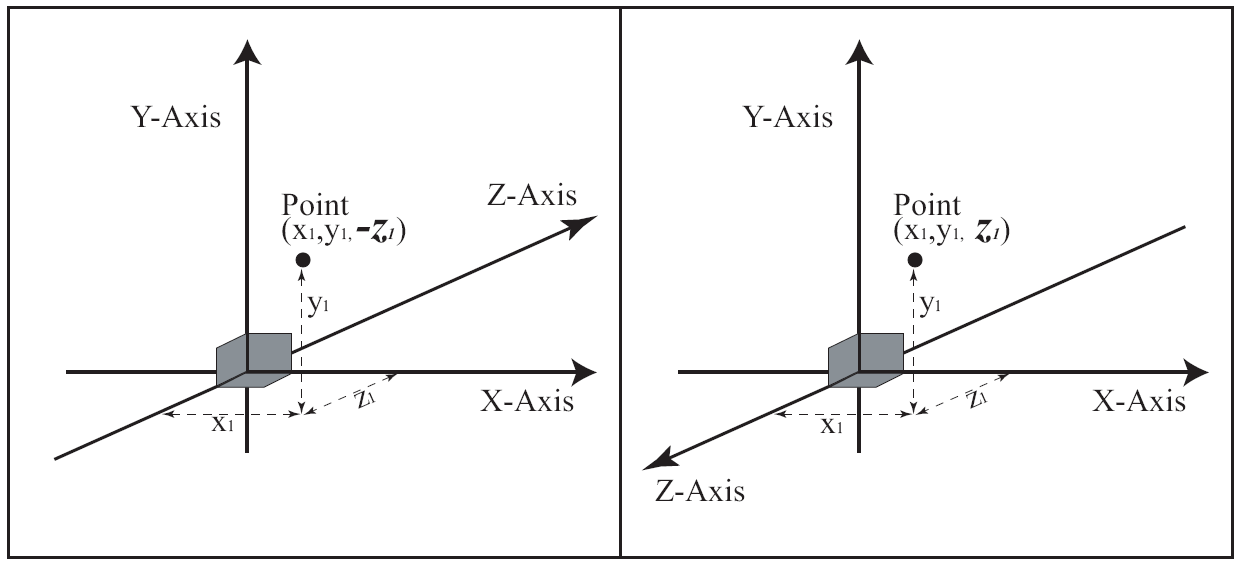 Y-Axis
Z-Axis
Point
(x₁,y₁,-z₁)
y₁
X-Axis
z₁
x₁
Y-Axis
Point
(x₁,y₁, z₁)
y₁
X-Axis
z₁
x₁
Z-Axis